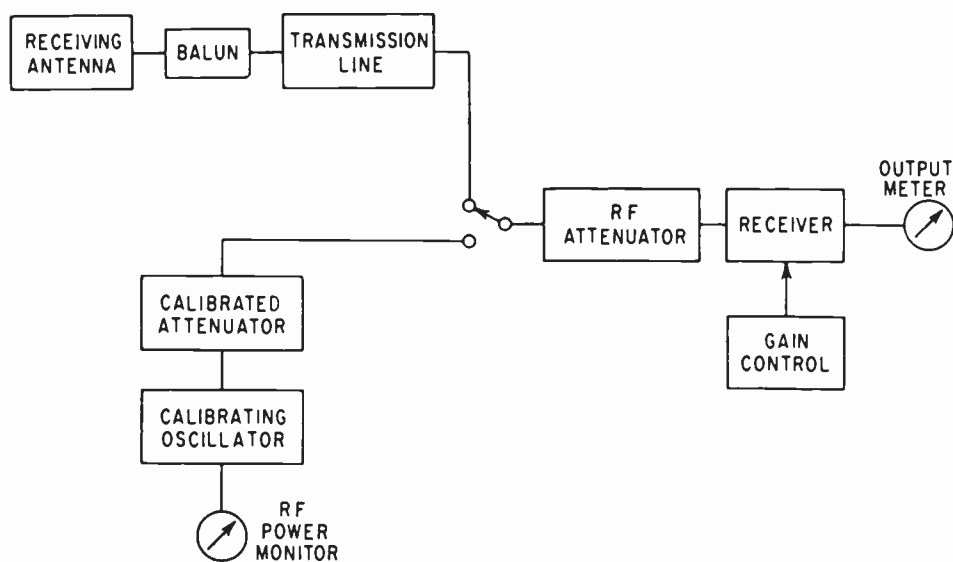 RECEIVING
ANTENNA
BALUN
TRANSMISSION
LINE
OUTPUT
METER
RF
ATTENUATOR
RECEIVER
CALIBRATED
ATTENUATOR
GAIN
CONTROL
CALIBRATING
OSCILLATOR
RF
POWER
MONITOR